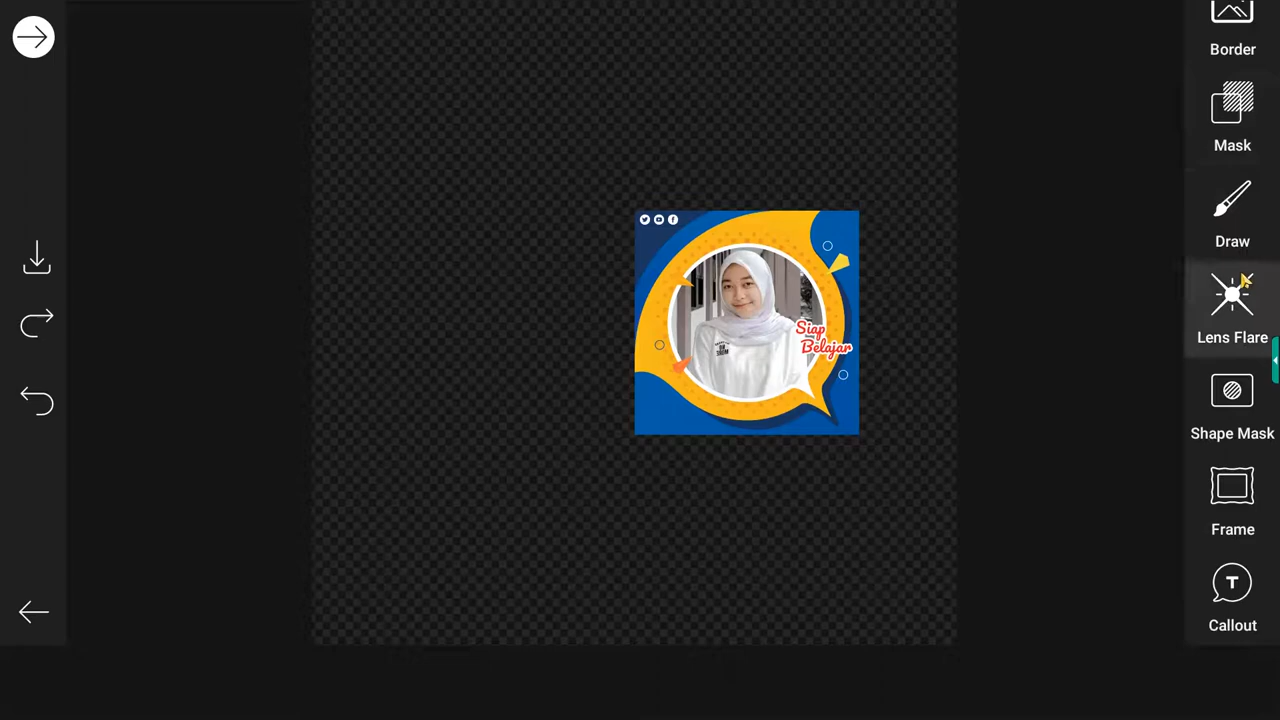 Border
Mask
Draw
Lens Flare
Shape Mask
Frame
T
Callout
Siap
Belajar